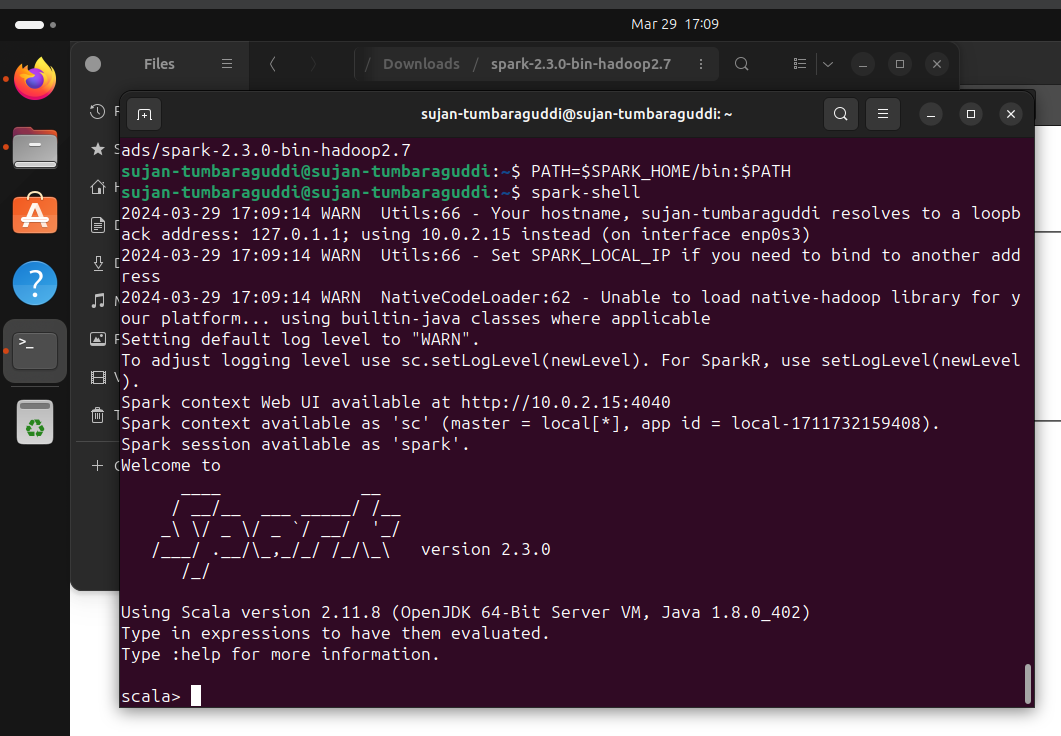 Mar 29 17:09
Files
/ Downloads / spark-2.3.0-bin-hadoop2.7
sujan-tumbaraguddi@sujan-tumbaraguddi: ~
ads/spark-2.3.0-bin-hadoop2.7
sujan-tumbaraguddi@sujan-tumbaraguddi:~$ PATH=$SPARK_HOME/bin:$PATH
sujan-tumbaraguddi@sujan-tumbaraguddi:~$ spark-shell
2024-03-29 17:09:14 WARN  Utils:66 - Your hostname, sujan-tumbaraguddi resolves to a loopb
ack address: 127.0.1.1; using 10.0.2.15 instead (on interface enp0s3)
2024-03-29 17:09:14 WARN  Utils:66 - Set SPARK_LOCAL_IP if you need to bind to another add
ress
2024-03-29 17:09:14 WARN  NativeCodeLoader:62 - Unable to load native-hadoop library for y
our platform... using builtin-java classes where applicable
Setting default log level to "WARN".
To adjust logging level use sc.setLogLevel(newLevel). For SparkR, use setLogLevel(newLevel
).
Spark context Web UI available at http://10.0.2.15:4040
Spark context available as 'sc' (master = local[*], app id = local-1711732159408).
Spark session available as 'spark'.
Welcome to
      ____              __
     / __/__  ___ _____/ /__
    _\ \/ _ \/ _ `/ __/  '_/
   /___/ .__/\_,_/_/ /_/\_\   version 2.3.0
      /_/
Using Scala version 2.11.8 (OpenJDK 64-Bit Server VM, Java 1.8.0_402)
Type in expressions to have them evaluated.
Type :help for more information.
scala>